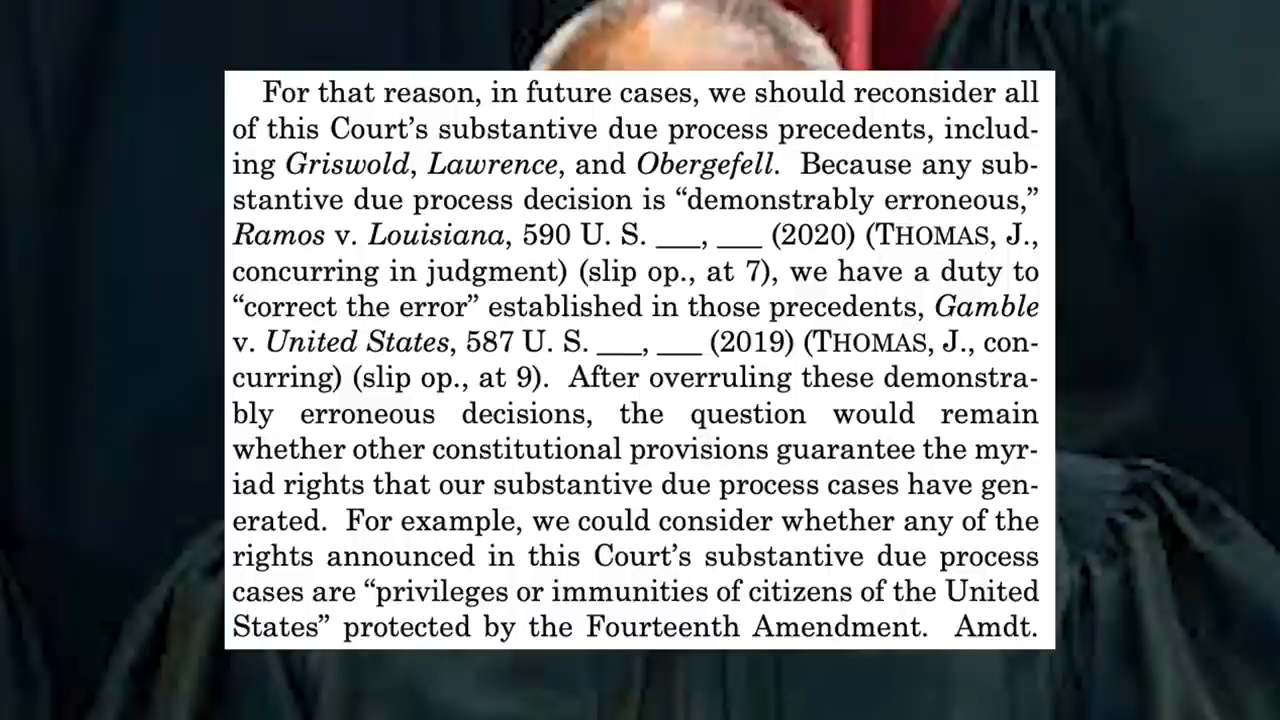 For that reason, in future cases, we should reconsider all
of this Court’s substantive due process precedents, includ-
ing Griswold, Lawrence, and Obergefell. Because any sub-
stantive due process decision is “demonstrably erroneous,”
Ramos v. Louisiana, 590 U. S. ___, ___ (2020) (THOMAS, J.,
concurring in judgment) (slip op., at 7), we have a duty to
“correct the error” established in those precedents, Gamble
v. United States, 587 U. S. ___, ___ (2019) (THOMAS, J., con-
curring) (slip op., at 9). After overruling these demonstra-
bly erroneous decisions, the question would remain
whether other constitutional provisions guarantee the myr-
iad rights that our substantive due process cases have gen-
erated. For example, we could consider whether any of the
rights announced in this Court’s substantive due process
cases are “privileges or immunities of citizens of the United
States” protected by the Fourteenth Amendment. Amdt.